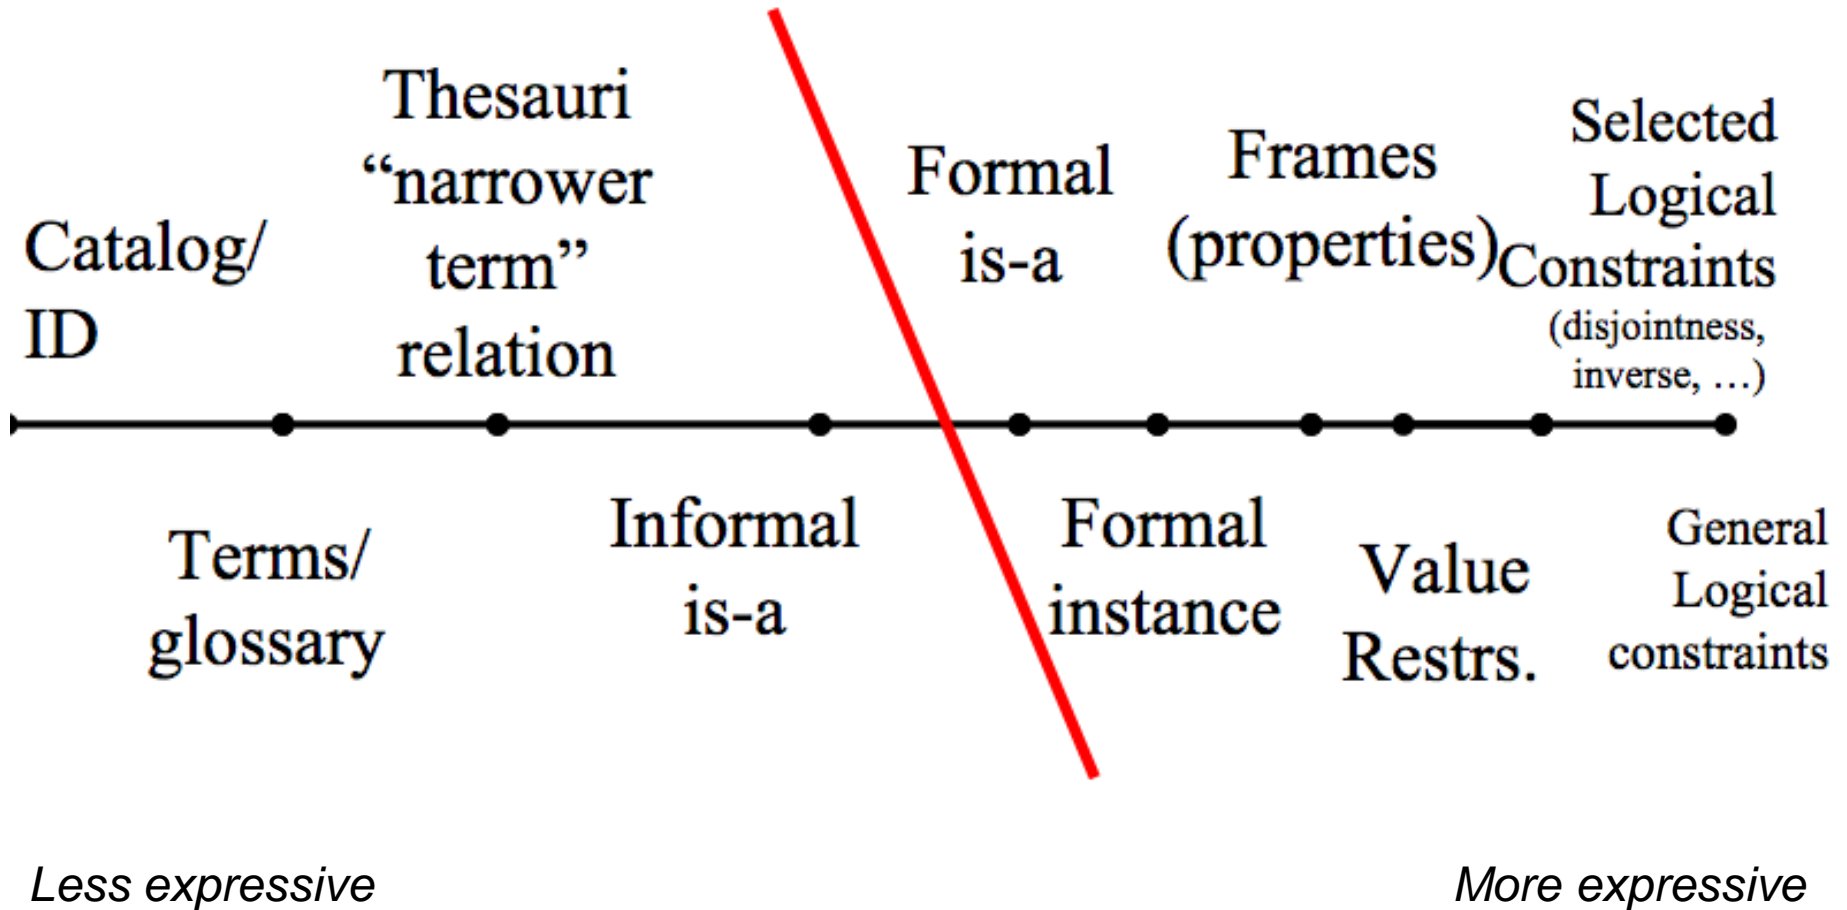 Catalog/
ID
Thesauri
“narrower
term”
relation
Formal
is-a
Frames
(properties)
Selected
Logical
Constraints
(disjointness,
inverse, …)
Terms/
glossary
Informal
is-a
Formal
instance
Value
Restrs.
General
Logical
constraints
Less expressive
More expressive